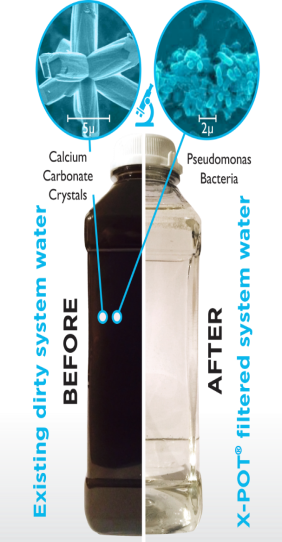 5µ
2µ
Calcium
Carbonate
Crystals
Pseudomonas
Bacteria
Existing dirty system water
BEFORE
AFTER
X-POT® filtered system water